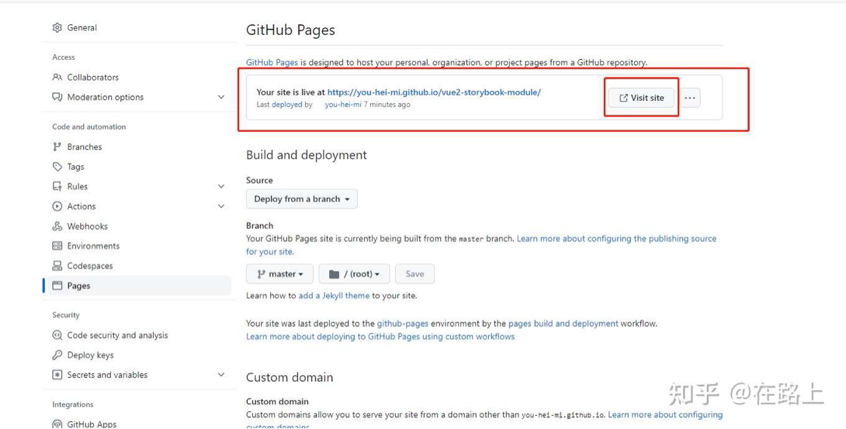 General
Access
Collaborators
Moderation options
Code and automation
Branches
Tags
Rules
Actions
Webhooks
Environments
Codespaces
Pages
Security
Code security and analysis
Deploy keys
Secrets and variables
Integrations
GitHub Apps
GitHub Pages
GitHub Pages is designed to host your personal, organization, or project pages from a GitHub repository.
Your site is live at https://you-hei-mi.github.io/vue2-storybook-module/
Last deployed by you-hei-mi 7 minutes ago
Visit site
Build and deployment
Source
Deploy from a branch
Branch
Your GitHub Pages site is currently being built from the master branch. Learn more about configuring the publishing source
for your site.
master / (root) Save
Learn how to add a Jekyll theme to your site.
Your site was last deployed to the github-pages environment by the pages build and deployment workflow.
Learn more about deploying to GitHub Pages using custom workflows
Custom domain
Custom domain
Custom domains allow you to serve your site from a domain other than you-hei-mi.github.io. Learn more about configuring
custom domains.
知乎 @在路上